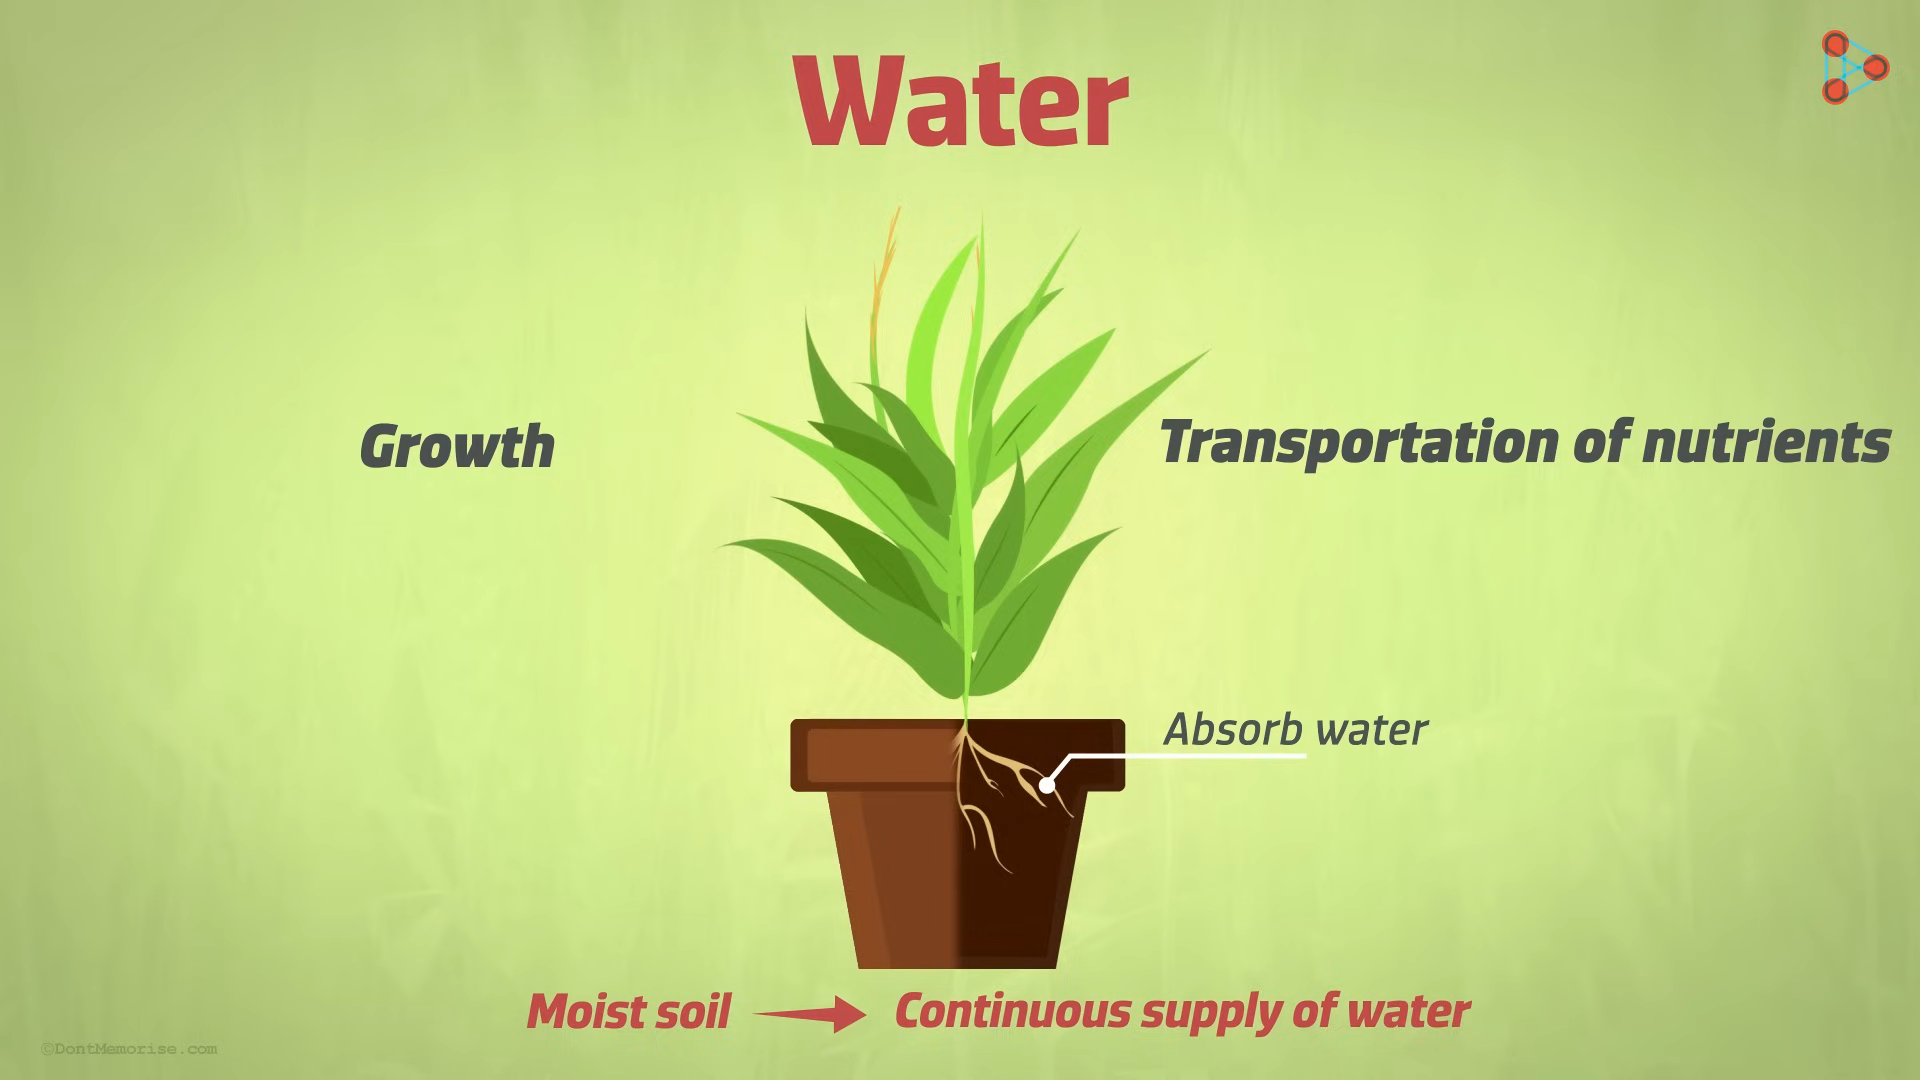 Water
Growth
Transportation of nutrients
Absorb water
Moist soil
Continuous supply of water
©DontMemorise.com